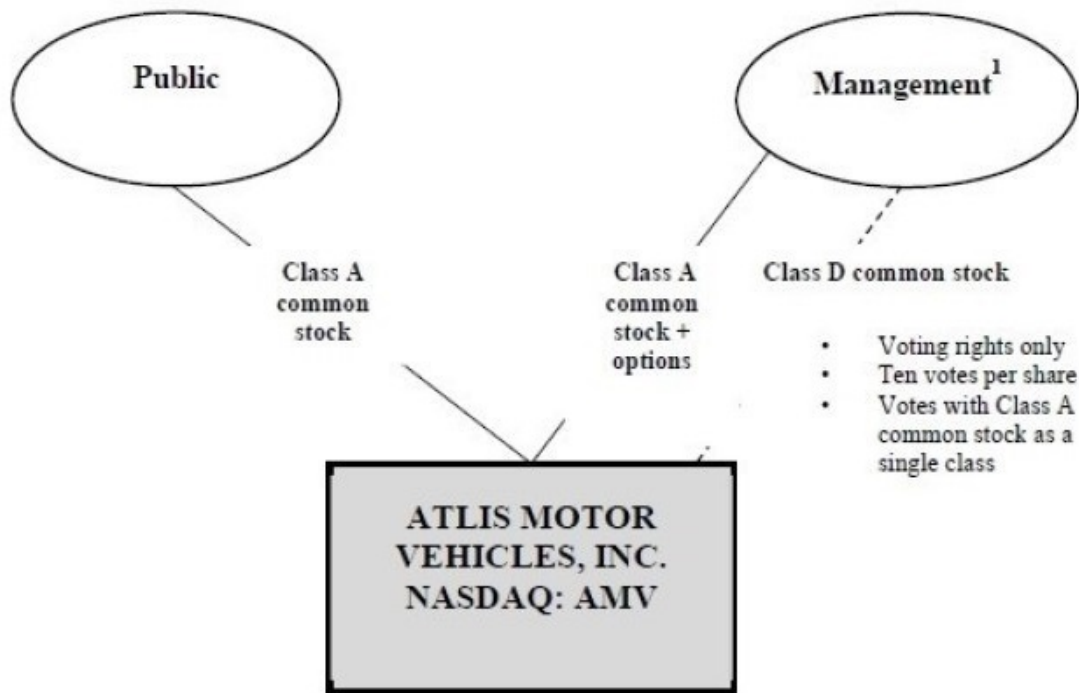 Public
Management¹
Class A
common
stock
Class A
common
stock +
options
Class D common stock
• Voting rights only
• Ten votes per share
• Votes with Class A
common stock as a
single class
ATLIS MOTOR
VEHICLES, INC.
NASDAQ: AMV